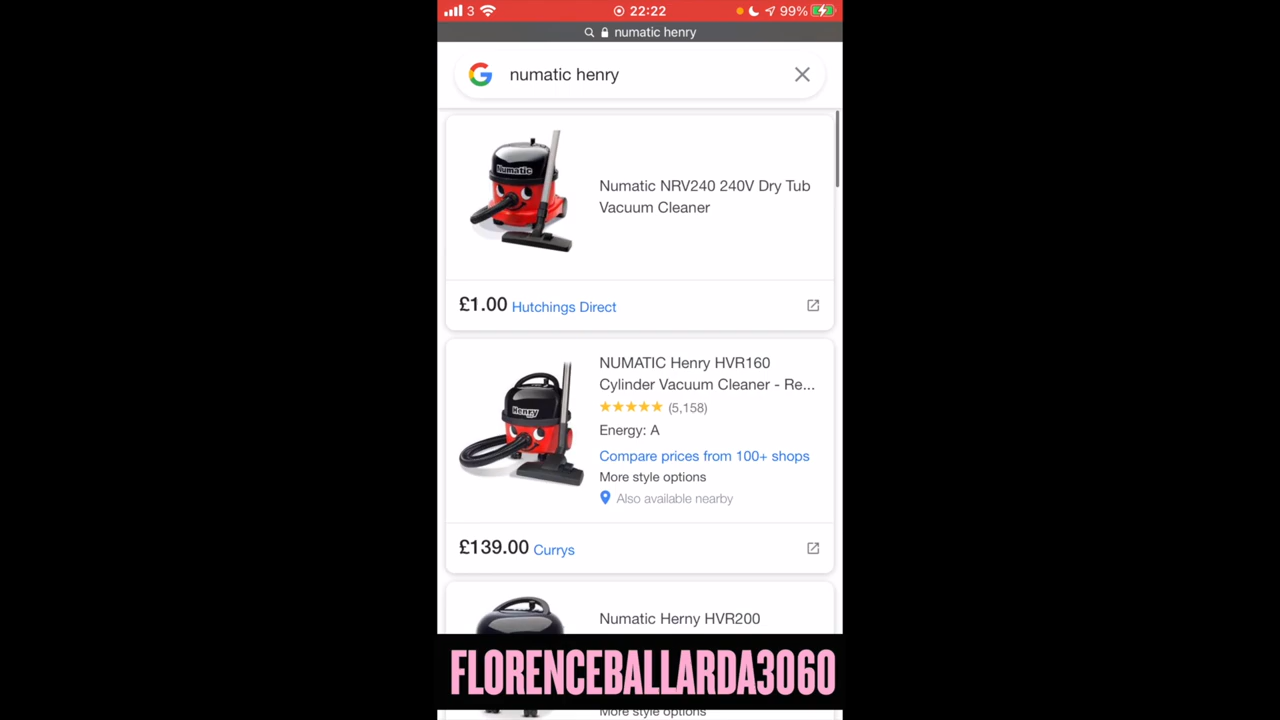 3 22:22 99%
numatic henry
G numatic henry
Numatic
Numatic NRV240 240V Dry Tub
Vacuum Cleaner
£1.00 Hutchings Direct
Henry
NUMATIC Henry HVR160
Cylinder Vacuum Cleaner - Re...
(5,158)
Energy: A
Compare prices from 100+ shops
More style options
Also available nearby
£139.00 Currys
Numatic Herny HVR200
FLORENCEBALLARDA3060
More style options